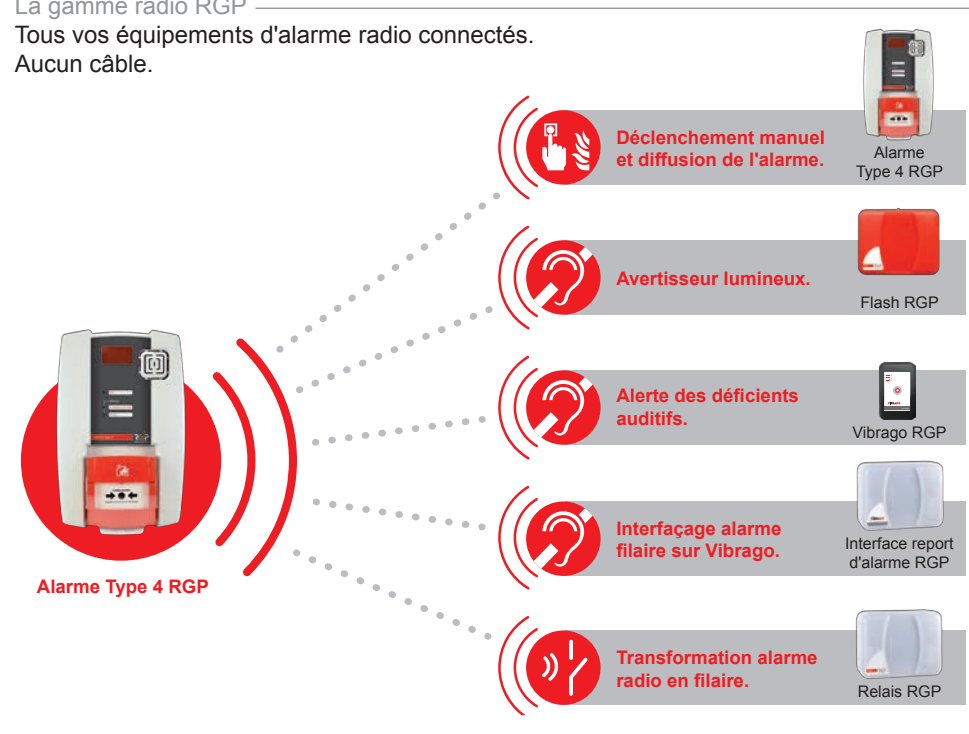 La gamme radio RGP
Tous vos équipements d'alarme radio connectés.
Aucun câble.
Déclenchement manuel
et diffusion de l'alarme.
Alarme
Type 4 RGP
Avertisseur lumineux.
Flash RGP
Alerte des déficients
auditifs.
Vibrago RGP
Interfaçage alarme
filaire sur Vibrago.
Interface report
d'alarme RGP
Transformation alarme
radio en filaire.
Relais RGP
Alarme Type 4 RGP